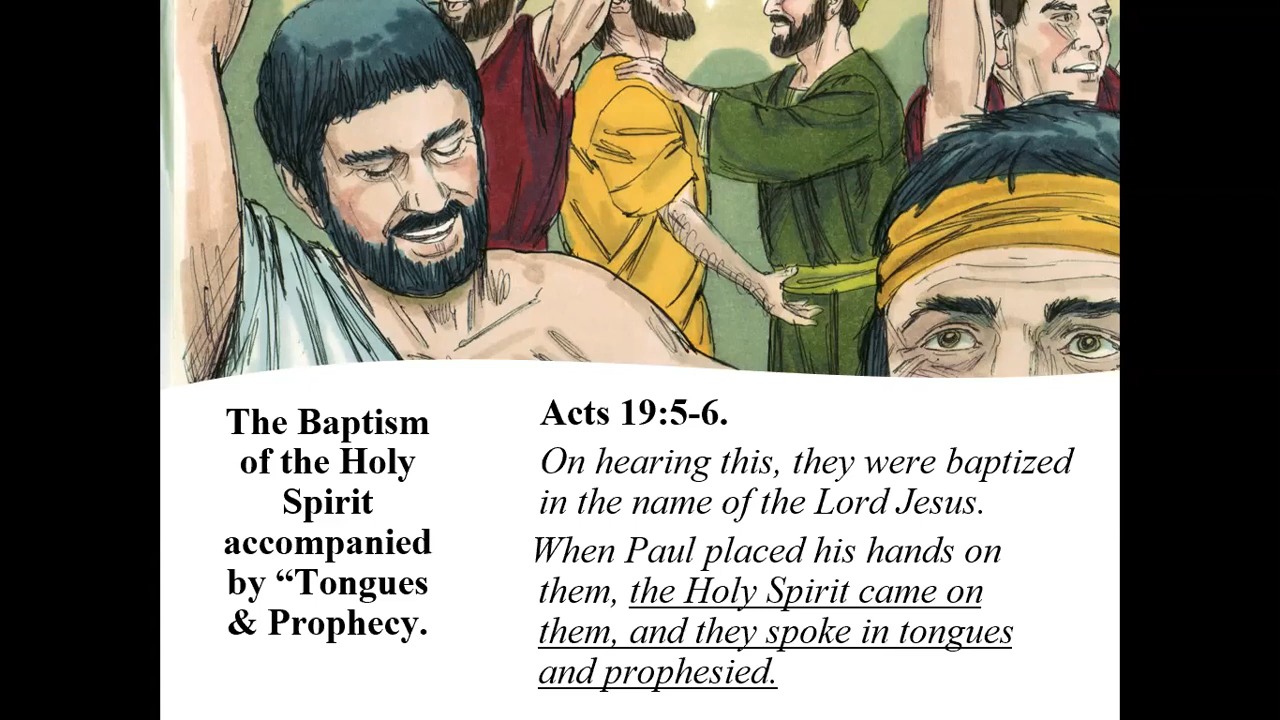 The Baptism
of the Holy
Spirit
accompanied
by “Tongues
& Prophecy.
Acts 19:5-6.
On hearing this, they were baptized
in the name of the Lord Jesus.
When Paul placed his hands on
them, the Holy Spirit came on
them, and they spoke in tongues
and prophesied.